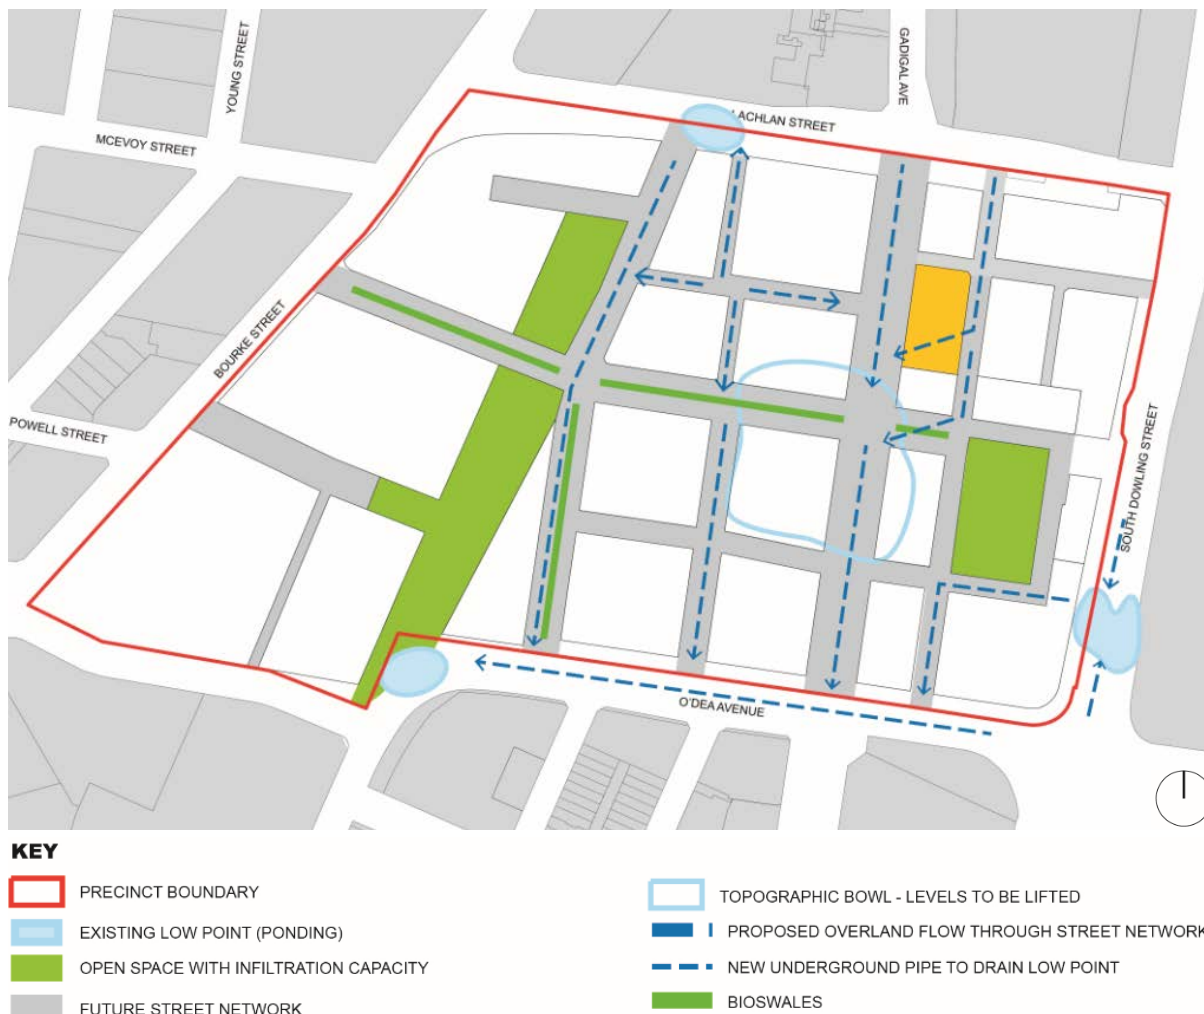 YOUNG STREET
GADIGAL AVE
LACHLAN STREET
MCEVOY STREET
BOURKE STREET
POWELL STREET
SOUTH DOWLING STREET
O'DEA AVENUE
KEY
PRECINCT BOUNDARY
EXISTING LOW POINT (PONDING)
OPEN SPACE WITH INFILTRATION CAPACITY
FUTURE STREET NETWORK
TOPOGRAPHIC BOWL - LEVELS TO BE LIFTED
PROPOSED OVERLAND FLOW THROUGH STREET NETWORK
NEW UNDERGROUND PIPE TO DRAIN LOW POINT
BIOSWALES